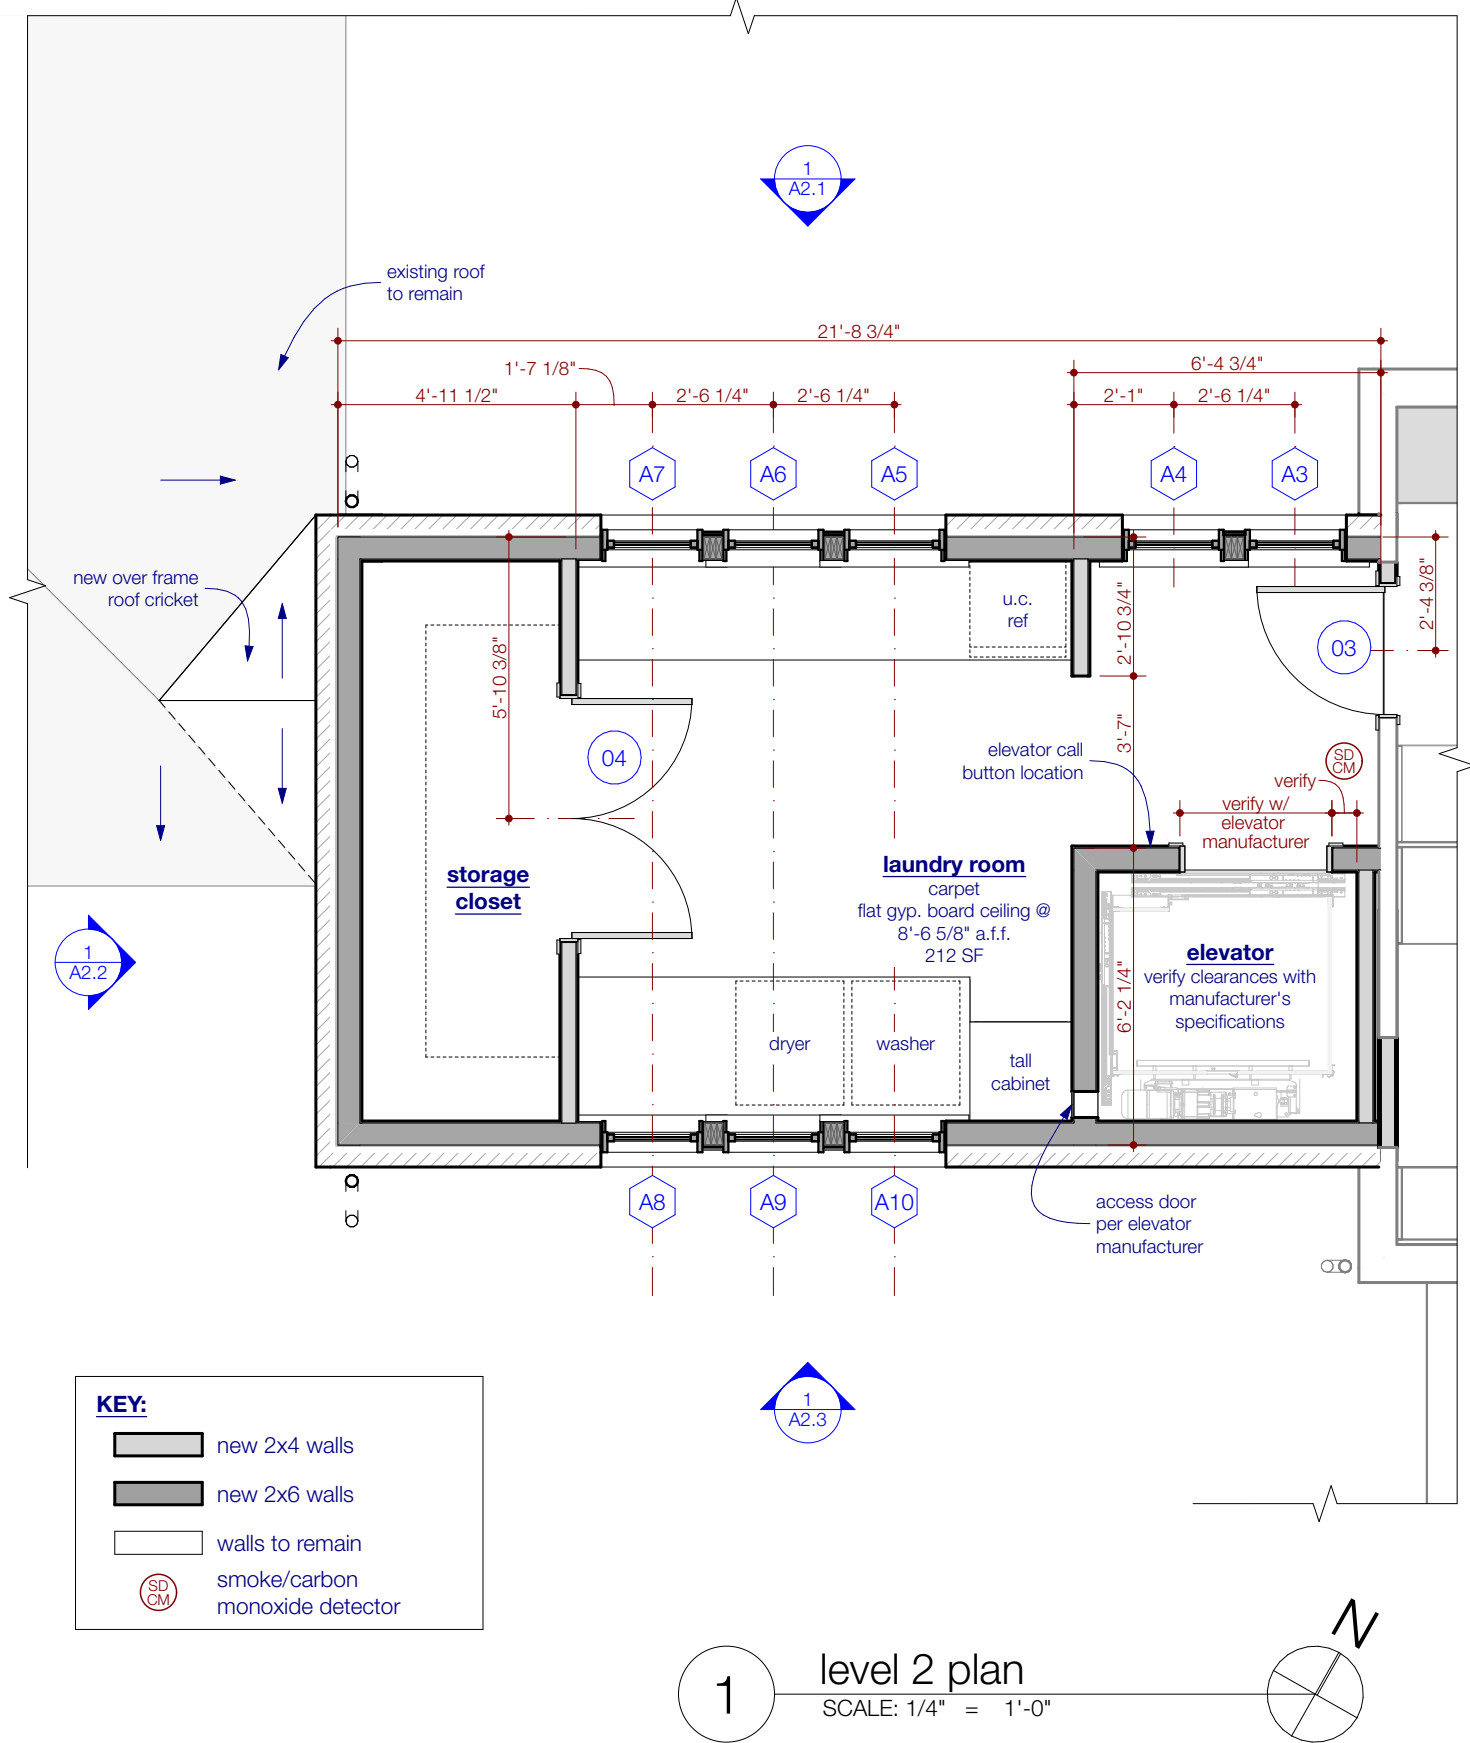 1
A2.1
existing roof
to remain
21'-8 3/4"
1'-7 1/8"
6'-4 3/4"
4'-11 1/2"
2'-6 1/4"
2'-6 1/4"
2'-1"
2'-6 1/4"
A7
A6
A5
A4
A3
new over frame
roof cricket
u.c.
ref
2'-10 3/4"
2'-4 3/8"
03
5'-10 3/8"
04
3'-7"
elevator call
button location
SD
CM
verify
verify w/
elevator
manufacturer
storage
closet
laundry room
carpet
flat gyp. board ceiling @
8'-6 5/8" a.f.f.
212 SF
1
A2.2
elevator
verify clearances with
manufacturer's
specifications
6'-2 1/4"
dryer
washer
tall
cabinet
A8
A9
A10
access door
per elevator
manufacturer
1
A2.3
KEY:
new 2x4 walls
new 2x6 walls
walls to remain
SD
CM
smoke/carbon
monoxide detector
N
1
level 2 plan
SCALE: 1/4" = 1'-0"